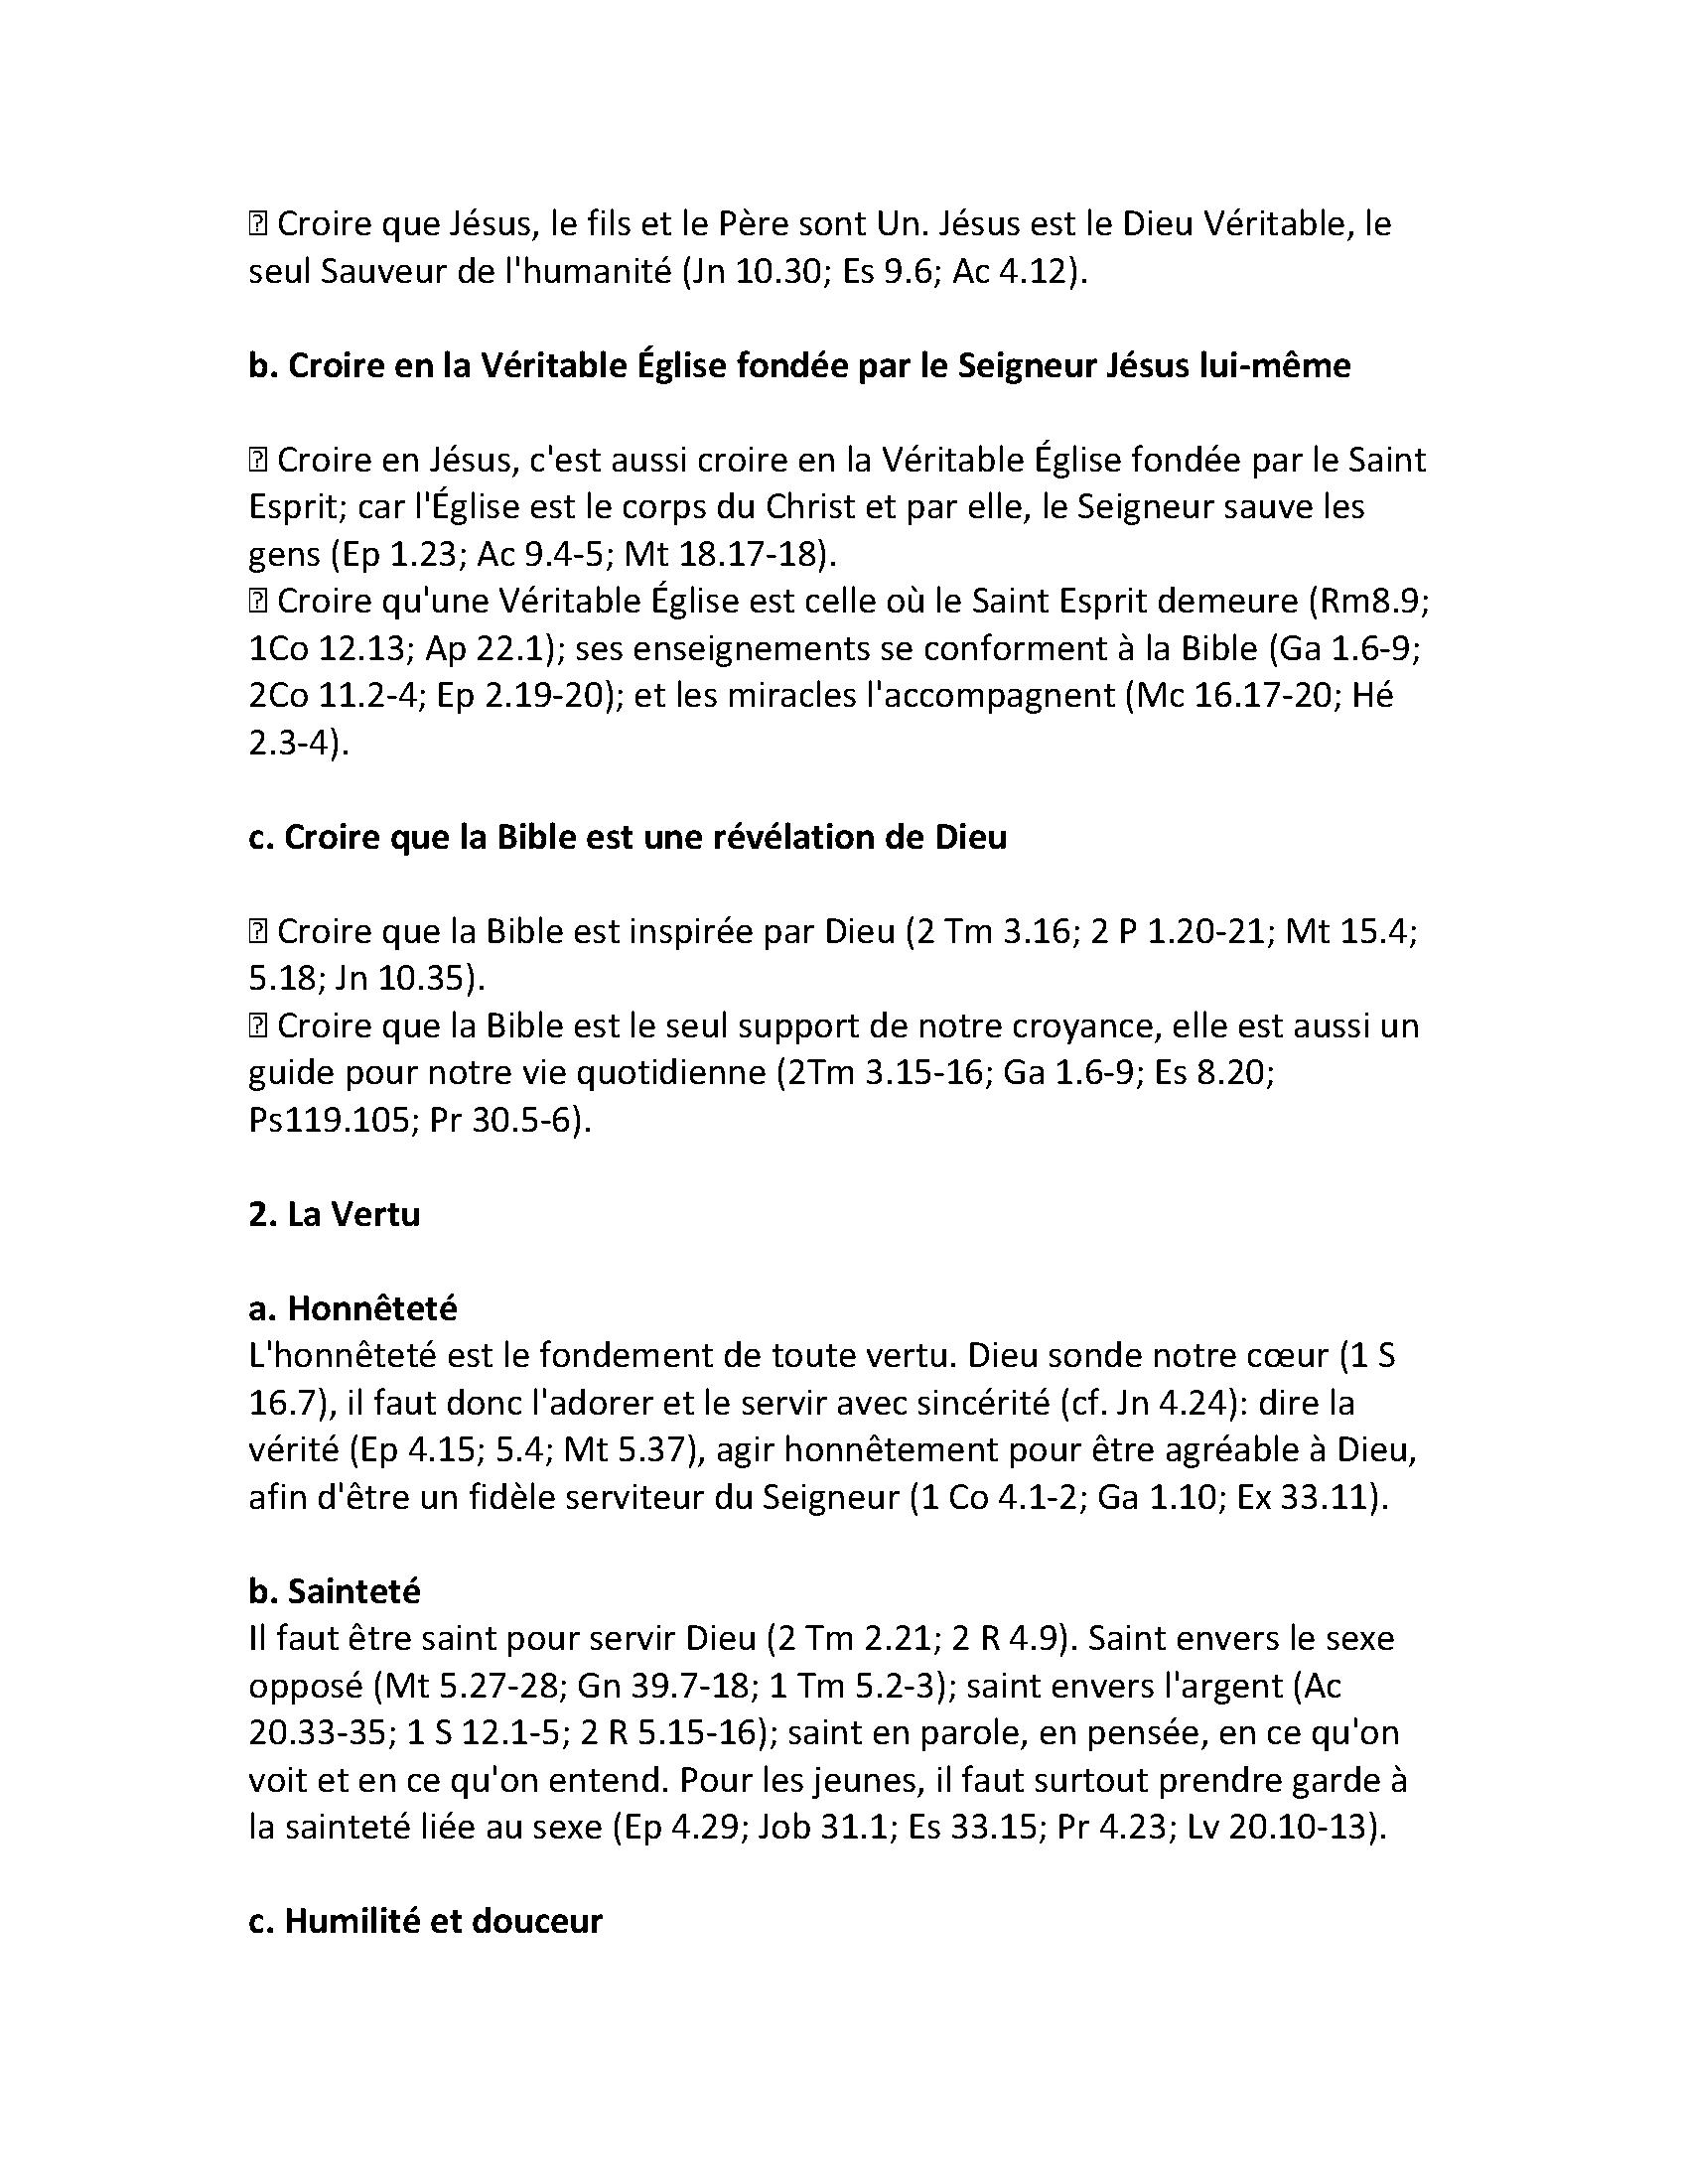 ⍰ Croire que Jésus, le fils et le Père sont Un. Jésus est le Dieu Véritable, le
seul Sauveur de l'humanité (Jn 10.30; Es 9.6; Ac 4.12).
b. Croire en la Véritable Église fondée par le Seigneur Jésus lui-même
⍰ Croire en Jésus, c'est aussi croire en la Véritable Église fondée par le Saint
Esprit; car l'Église est le corps du Christ et par elle, le Seigneur sauve les
gens (Ep 1.23; Ac 9.4-5; Mt 18.17-18).
⍰ Croire qu'une Véritable Église est celle où le Saint Esprit demeure (Rm8.9;
1Co 12.13; Ap 22.1); ses enseignements se conforment à la Bible (Ga 1.6-9;
2Co 11.2-4; Ep 2.19-20); et les miracles l'accompagnent (Mc 16.17-20; Hé
2.3-4).
c. Croire que la Bible est une révélation de Dieu
⍰ Croire que la Bible est inspirée par Dieu (2 Tm 3.16; 2 P 1.20-21; Mt 15.4;
5.18; Jn 10.35).
⍰ Croire que la Bible est le seul support de notre croyance, elle est aussi un
guide pour notre vie quotidienne (2Tm 3.15-16; Ga 1.6-9; Es 8.20;
Ps119.105; Pr 30.5-6).
2. La Vertu
a. Honnêteté
L'honnêteté est le fondement de toute vertu. Dieu sonde notre cœur (1 S
16.7), il faut donc l'adorer et le servir avec sincérité (cf. Jn 4.24): dire la
vérité (Ep 4.15; 5.4; Mt 5.37), agir honnêtement pour être agréable à Dieu,
afin d'être un fidèle serviteur du Seigneur (1 Co 4.1-2; Ga 1.10; Ex 33.11).
b. Sainteté
Il faut être saint pour servir Dieu (2 Tm 2.21; 2 R 4.9). Saint envers le sexe
opposé (Mt 5.27-28; Gn 39.7-18; 1 Tm 5.2-3); saint envers l'argent (Ac
20.33-35; 1 S 12.1-5; 2 R 5.15-16); saint en parole, en pensée, en ce qu'on
voit et en ce qu'on entend. Pour les jeunes, il faut surtout prendre garde à
la sainteté liée au sexe (Ep 4.29; Job 31.1; Es 33.15; Pr 4.23; Lv 20.10-13).
c. Humilité et douceur